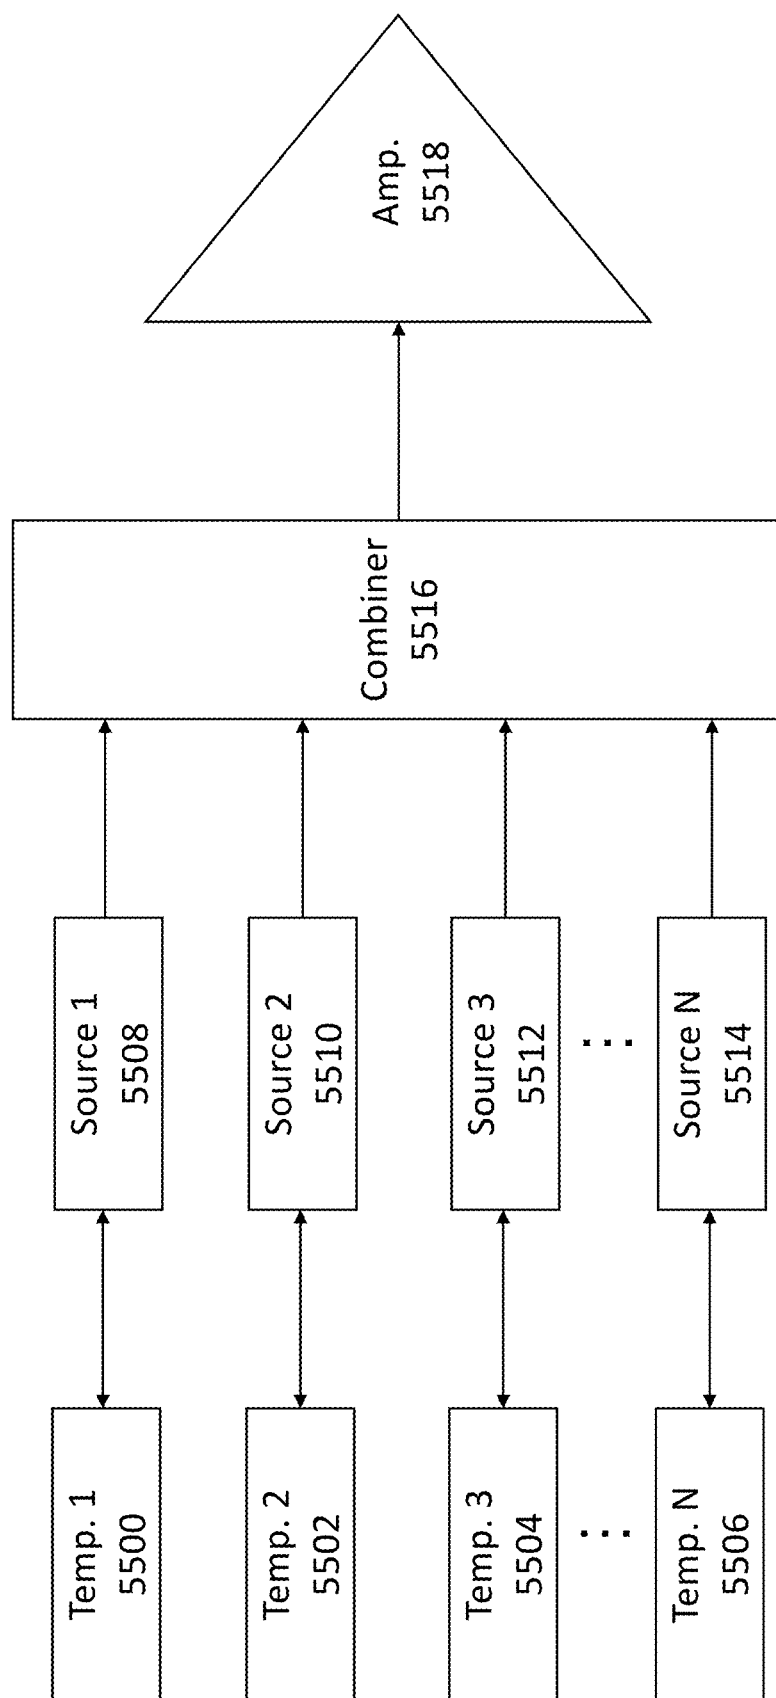 Temp. 1
5500
Temp. 2
5502
Temp. 3
5504
...
Temp. N
5506
Source 1
5508
Source 2
5510
Source 3
5512
...
Source N
5514
Combiner
5516
Amp.
5518